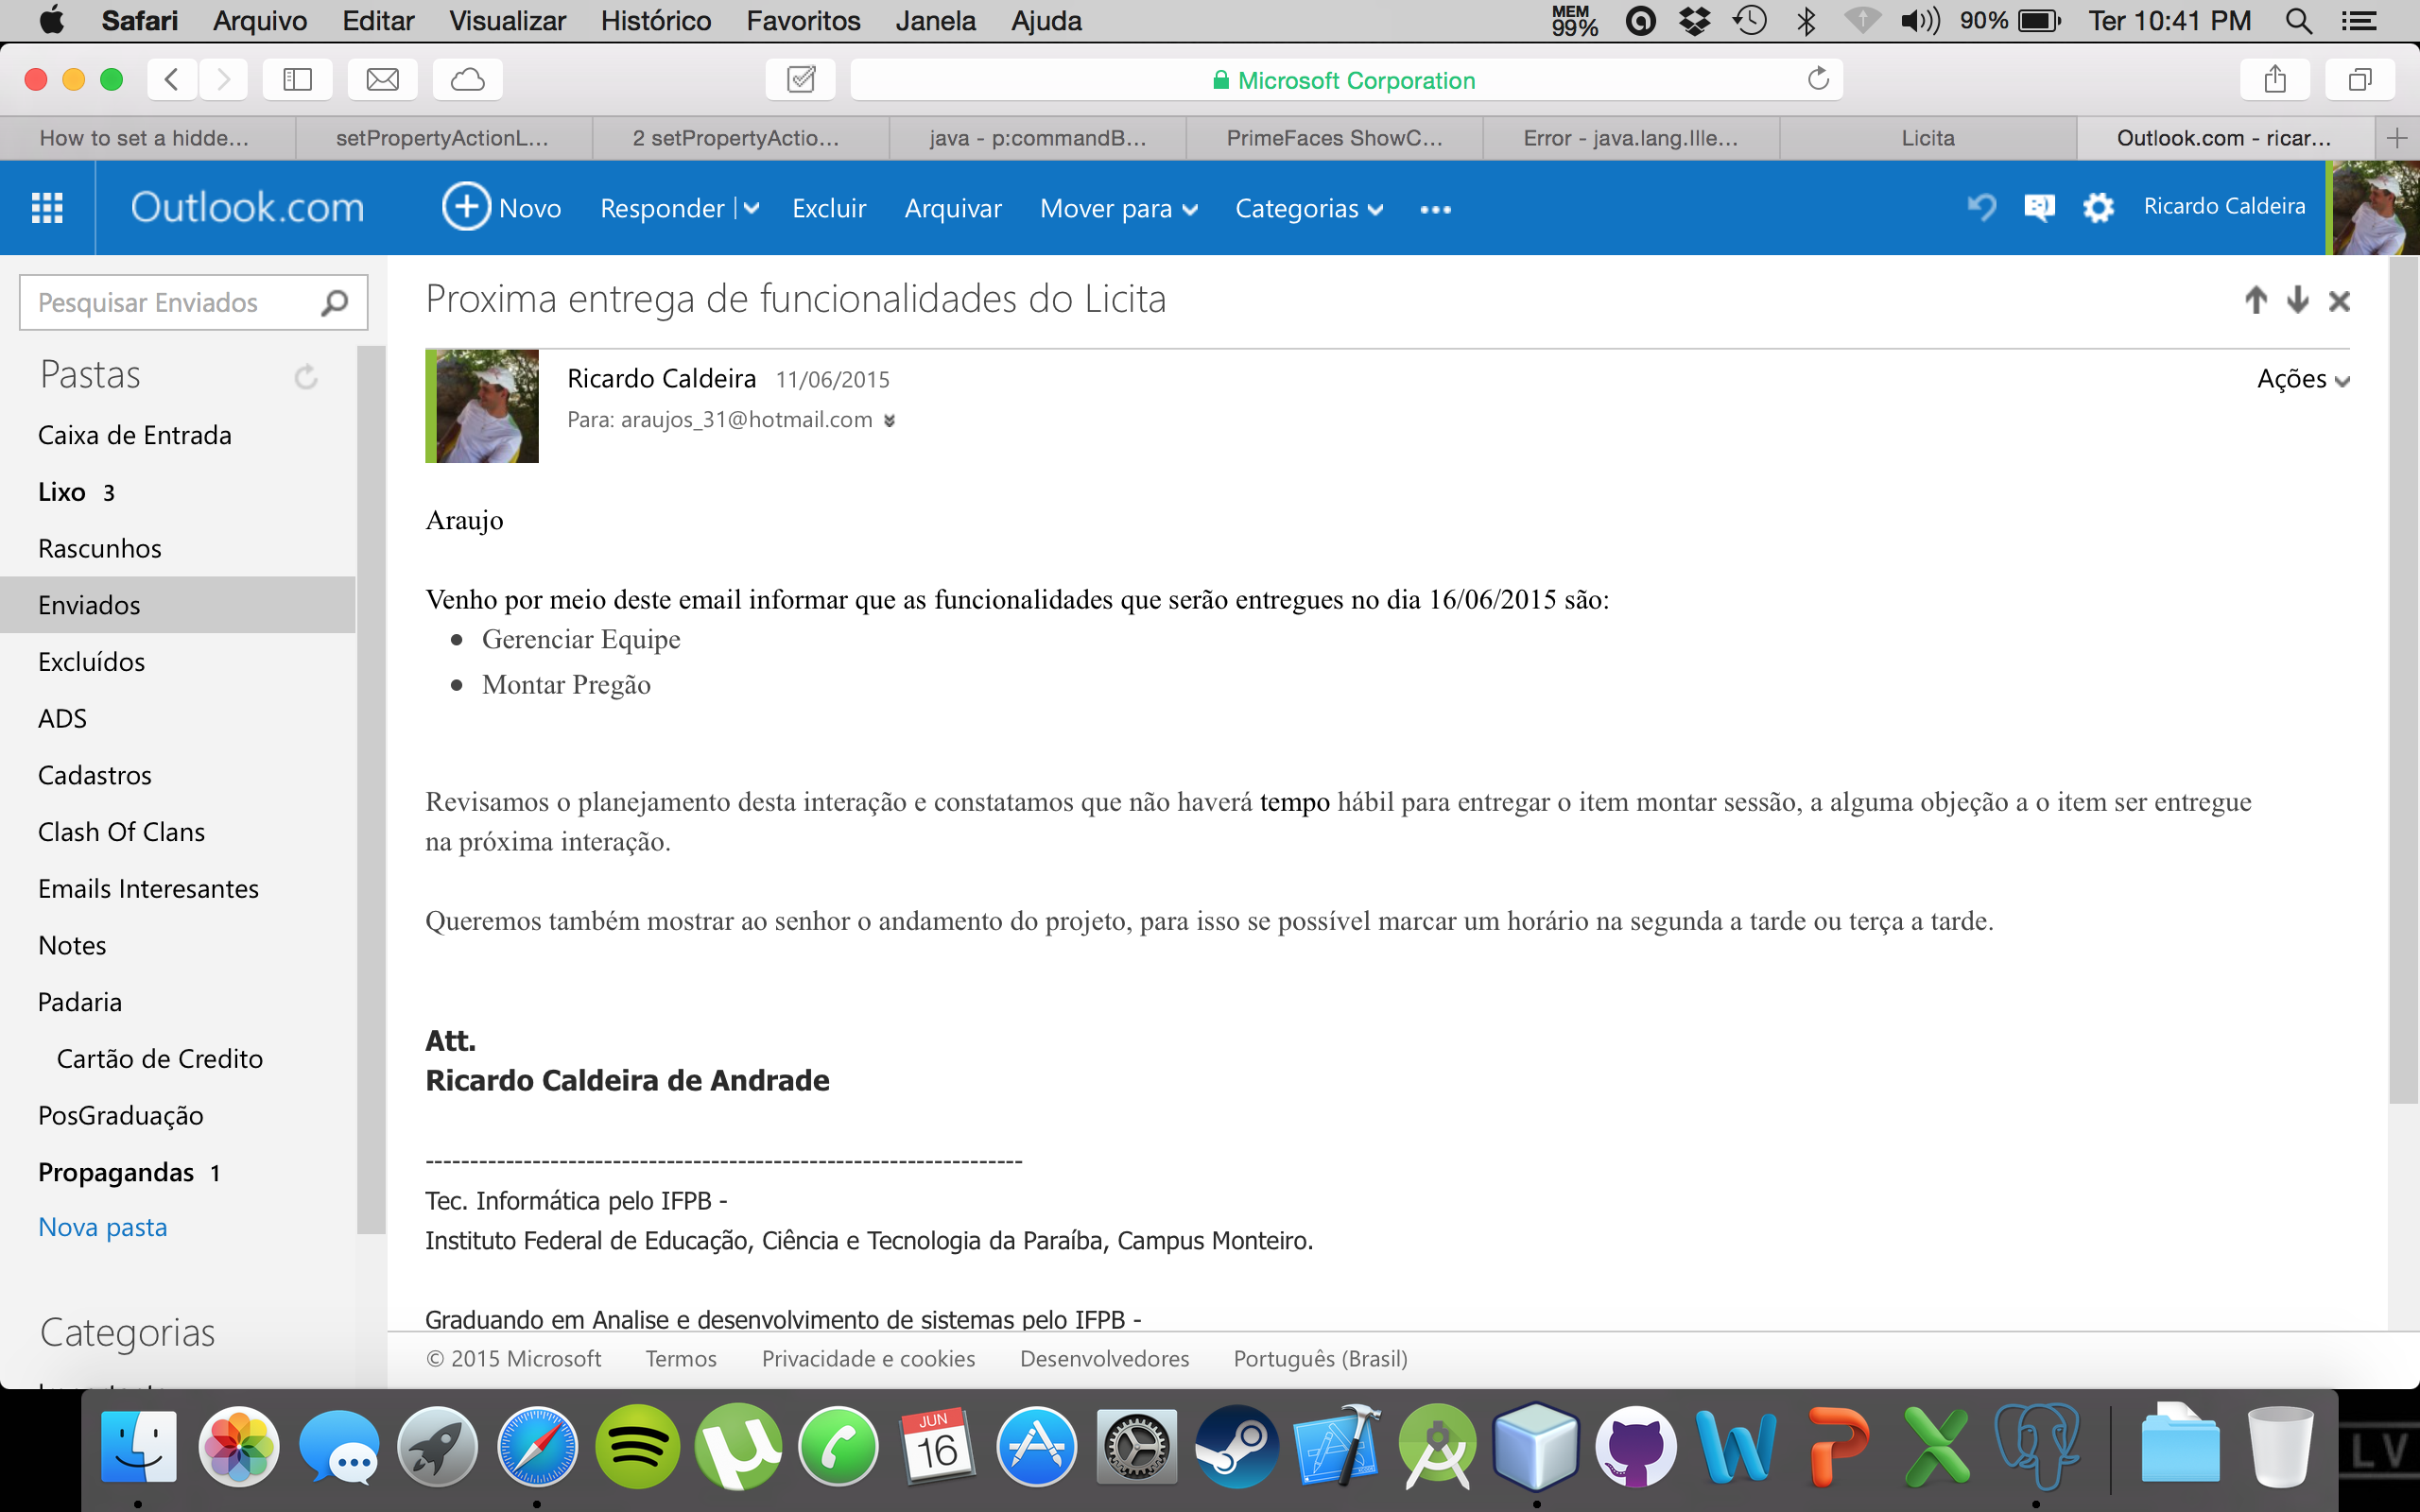 Safari Arquivo Editar Visualizar Histórico Favoritos Janela Ajuda MEM 99% 90% Ter 10:41 PM
Microsoft Corporation
How to set a hidde... setPropertyActionL... 2 setPropertyActio... java - p:commandB... PrimeFaces ShowC... Error - java.lang.Ille... Licita Outlook.com - ricar...
Outlook.com Novo Responder Excluir Arquivar Mover para Categorias Ricardo Caldeira
Pesquisar Enviados
Pastas
Caixa de Entrada
Lixo 3
Rascunhos
Enviados
Excluídos
ADS
Cadastros
Clash Of Clans
Emails Interesantes
Notes
Padaria
Cartão de Credito
PosGraduação
Propagandas 1
Nova pasta
Categorias
Proxima entrega de funcionalidades do Licita
Ricardo Caldeira 11/06/2015
Ações
Para: araujos_31@hotmail.com
Araujo
Venho por meio deste email informar que as funcionalidades que serão entregues no dia 16/06/2015 são:
Gerenciar Equipe
Montar Pregão
Revisamos o planejamento desta interação e constatamos que não haverá tempo hábil para entregar o item montar sessão, a alguma objeção a o item ser entregue
na próxima interação.
Queremos também mostrar ao senhor o andamento do projeto, para isso se possível marcar um horário na segunda a tarde ou terça a tarde.
Att.
Ricardo Caldeira de Andrade
-------------------------------------------------------------------
Tec. Informática pelo IFPB -
Instituto Federal de Educação, Ciência e Tecnologia da Paraíba, Campus Monteiro.
Graduando em Analise e desenvolvimento de sistemas pelo IFPB -
© 2015 Microsoft Termos Privacidade e cookies Desenvolvedores Português (Brasil)
JUN
16
LV